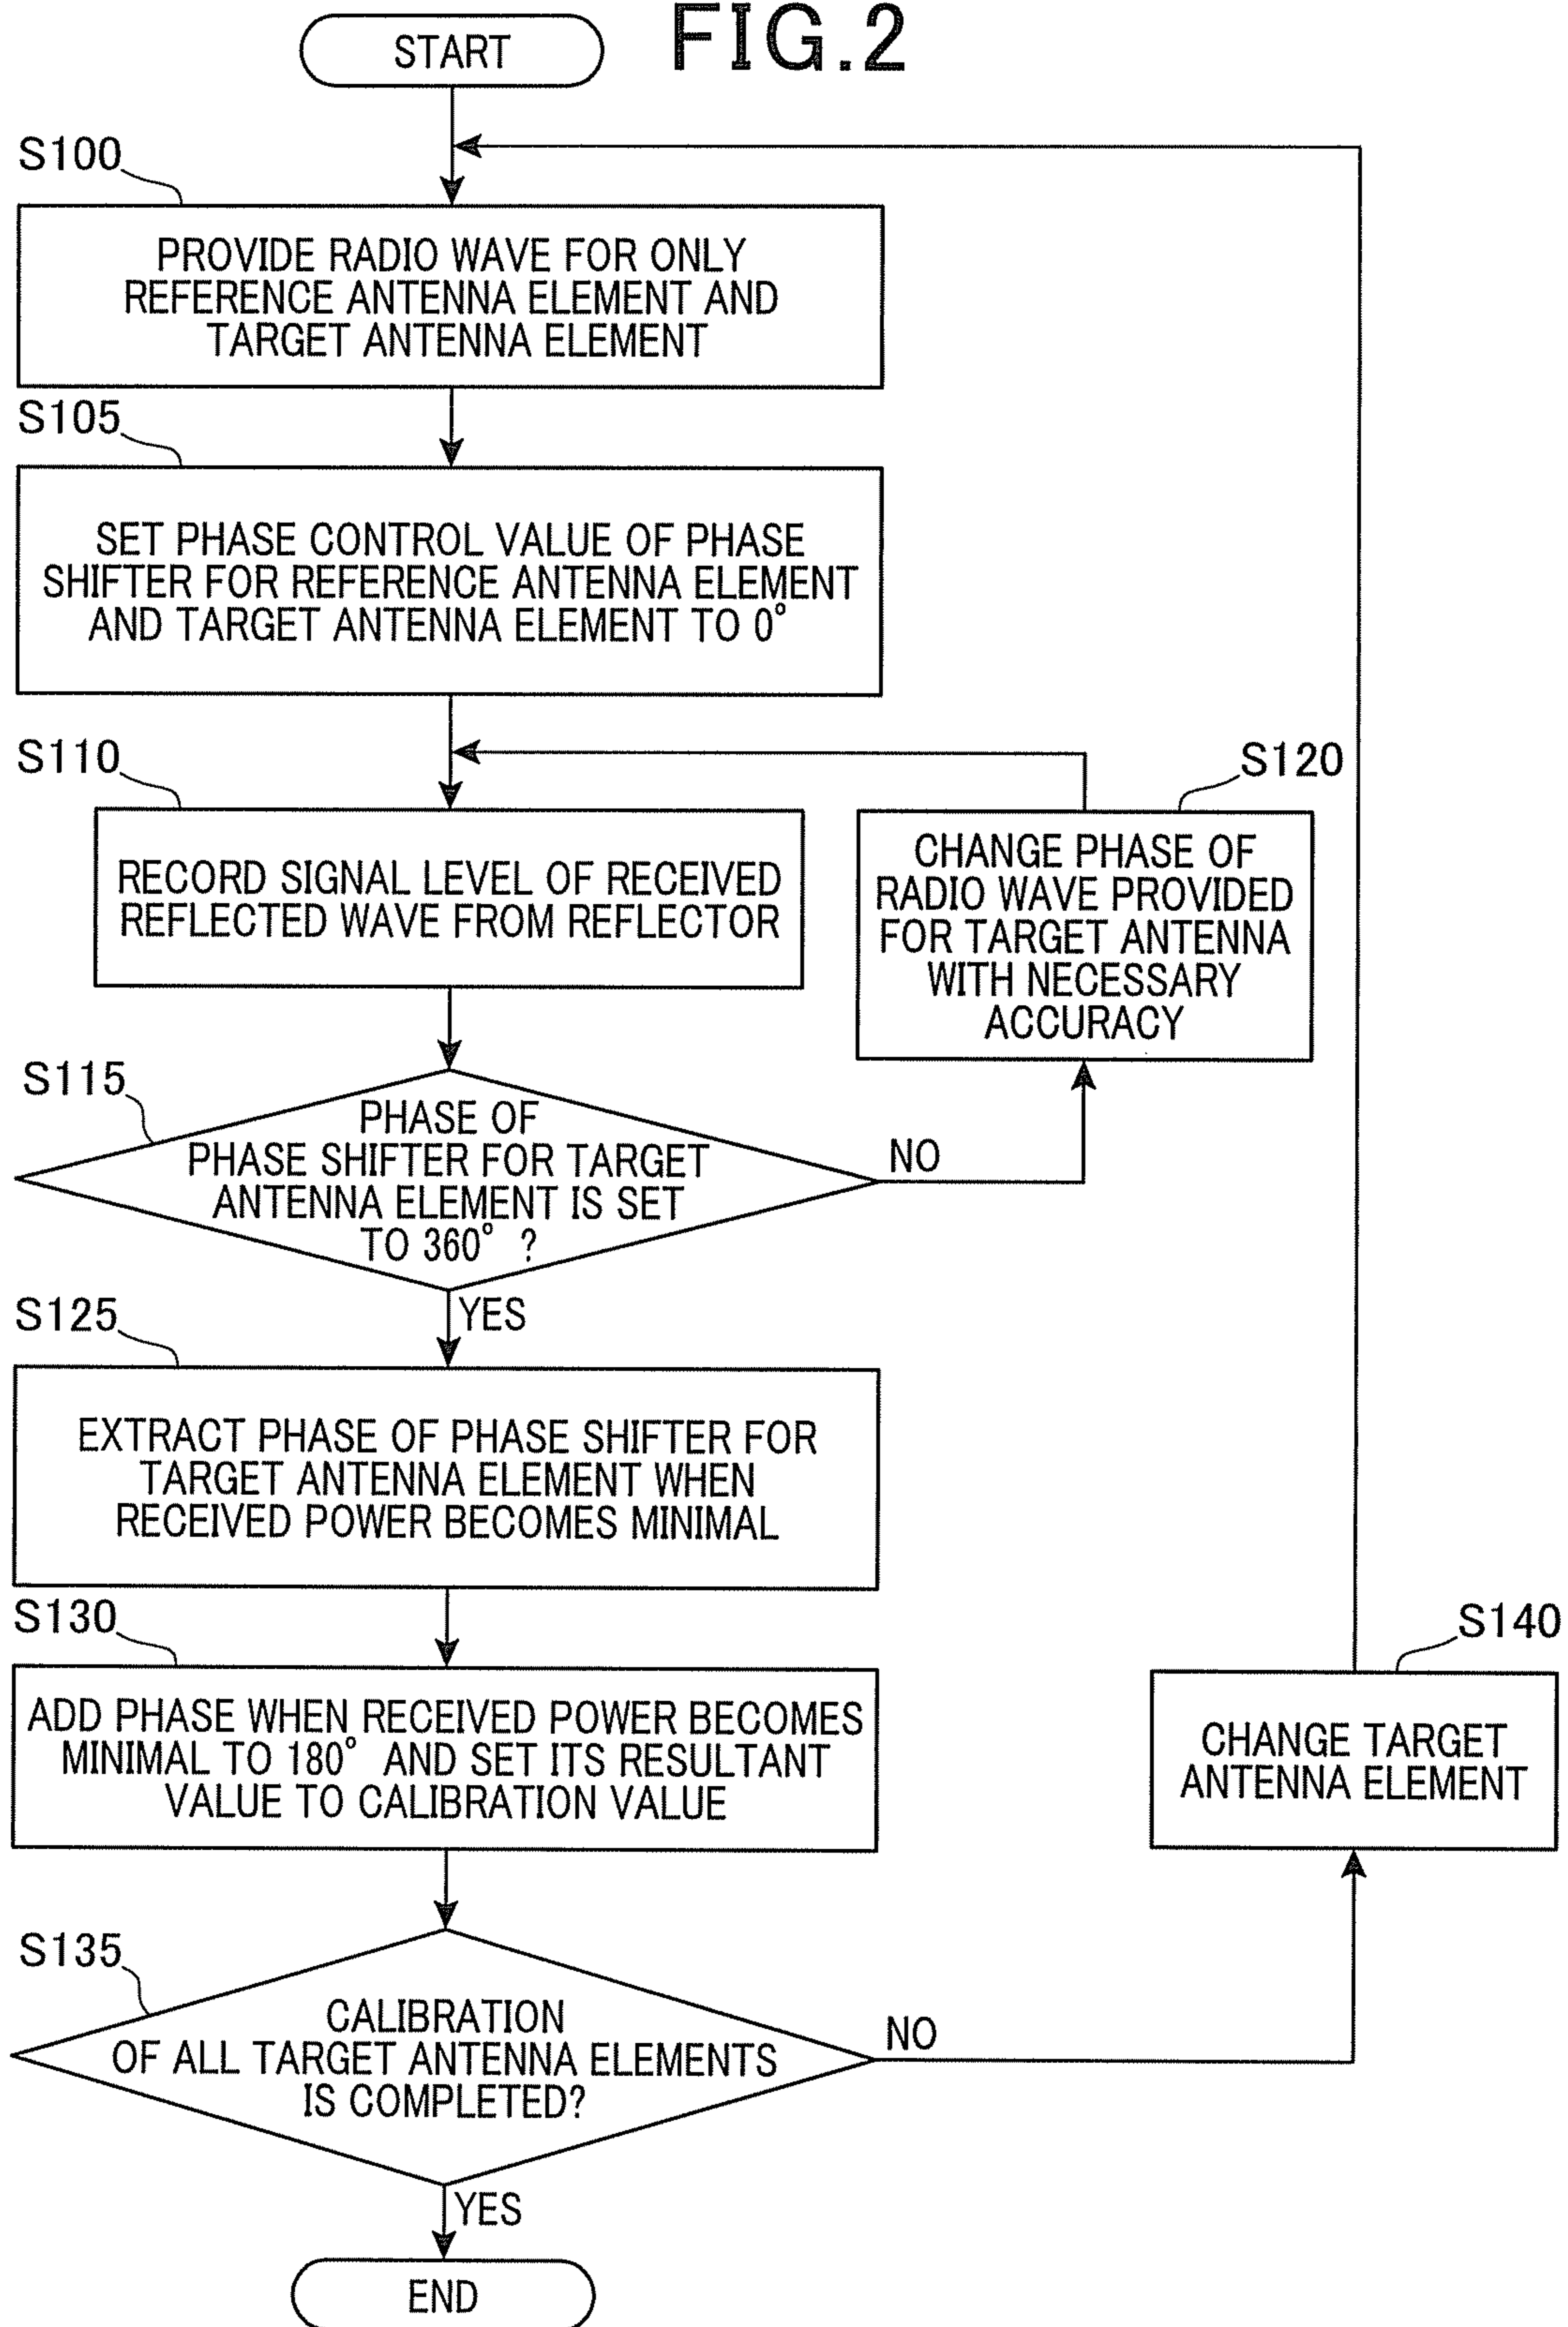 FIG.2
START
S100
PROVIDE RADIO WAVE FOR ONLY
REFERENCE ANTENNA ELEMENT AND
TARGET ANTENNA ELEMENT
S105
SET PHASE CONTROL VALUE OF PHASE
SHIFTER FOR REFERENCE ANTENNA ELEMENT
AND TARGET ANTENNA ELEMENT TO 0°
S110
RECORD SIGNAL LEVEL OF RECEIVED
REFLECTED WAVE FROM REFLECTOR
S120
CHANGE PHASE OF
RADIO WAVE PROVIDED
FOR TARGET ANTENNA
WITH NECESSARY
ACCURACY
S115
PHASE OF
PHASE SHIFTER FOR TARGET
ANTENNA ELEMENT IS SET
TO 360° ?
NO
YES
S125
EXTRACT PHASE OF PHASE SHIFTER FOR
TARGET ANTENNA ELEMENT WHEN
RECEIVED POWER BECOMES MINIMAL
S130
ADD PHASE WHEN RECEIVED POWER BECOMES
MINIMAL TO 180° AND SET ITS RESULTANT
VALUE TO CALIBRATION VALUE
S140
CHANGE TARGET
ANTENNA ELEMENT
S135
CALIBRATION
OF ALL TARGET ANTENNA ELEMENTS
IS COMPLETED?
NO
YES
END